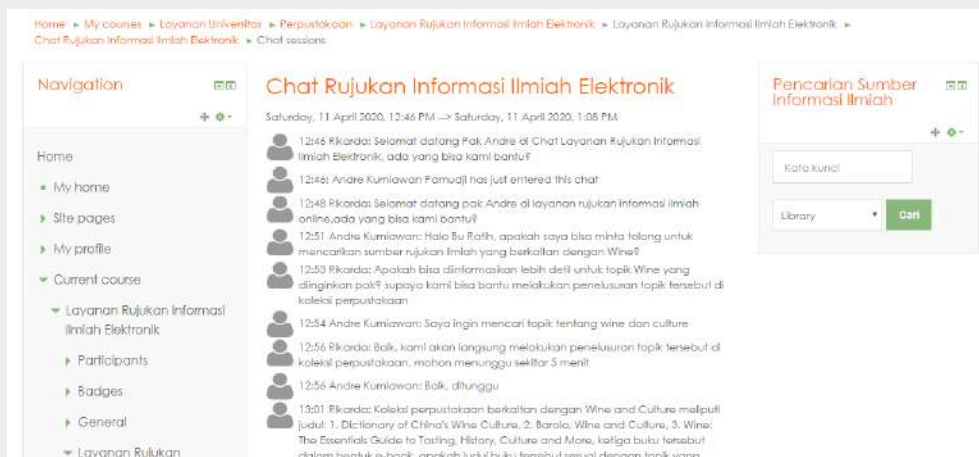 Home ► My courses ► Layanan Universitas ► Perpustakaan ► Layanan Rujukan Informasi Ilmiah Elektronik ► Layanan Rujukan Informasi Ilmiah Elektronik ►
Chat Rujukan Informasi Ilmiah Elektronik ► Chat sessions
Navigation
Home
My home
Site pages
My profile
Current course
Layanan Rujukan Informasi
Ilmiah Elektronik
Participants
Badges
General
Layanan Rujukan
Chat Rujukan Informasi Ilmiah Elektronik
Saturday, 11 April 2020, 12:46 PM --> Saturday, 11 April 2020, 1:08 PM
12:46 Rikarda: Selamat datang Pak Andre di Chat Layanan Rujukan Informasi
Ilmiah Elektronik, ada yang bisa kami bantu?
12:46: Andre Kurniawan Pamudji has just entered this chat
12:48 Rikarda: Selamat datang pak Andre di layanan rujukan informasi ilmiah
online,ada yang bisa kami bantu?
12:51 Andre Kurniawan: Halo Bu Ratih, apakah saya bisa minta tolong untuk
mencarikan sumber rujukan ilmiah yang berkaitan dengan Wine?
12:53 Rikarda: Apakah bisa diinformasikan lebih detil untuk topik Wine yang
diinginkan pak? supaya kami bisa bantu melakukan penelusuran topik tersebut di
koleksi perpustakaan
12:54 Andre Kurniawan: Saya ingin mencari topik tentang wine dan culture
12:56 Rikarda: Baik, kami akan langsung melakukan penelusuran topik tersebut di
koleksi perpustakaan, mohon menunggu sekitar 5 menit
12:56 Andre Kurniawan: Baik, ditunggu
13:01 Rikarda: Koleksi perpustakaan berkaitan dengan Wine and Culture meliputi
judul: 1. Dictionary of China's Wine Culture, 2. Barolo, Wine and Culture, 3. Wine:
The Essentials Guide to Tasting, History, Culture and More, ketiga buku tersebut
dalam bentuk e-book, apakah judul buku tersebut sesuai dengan topik yang
Pencarian Sumber
Informasi Ilmiah
Kata kunci
Library
Cari